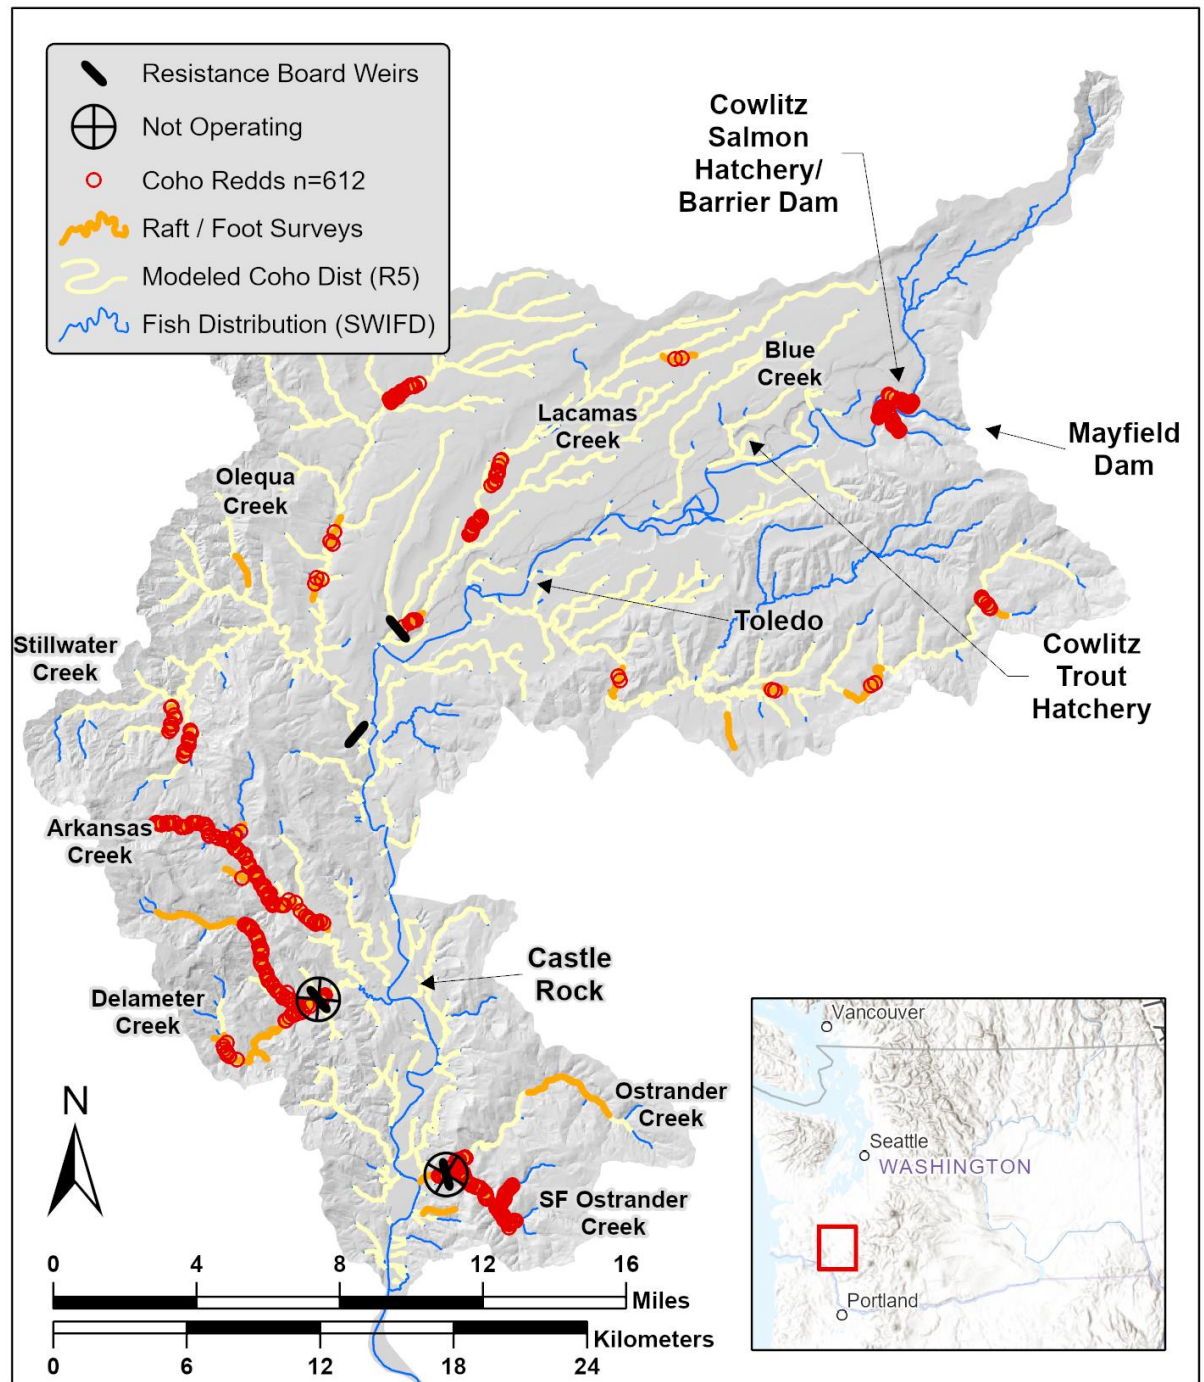 Resistance Board Weirs
Not Operating
Coho Redds n=612
Raft / Foot Surveys
Modeled Coho Dist (R5)
Fish Distribution (SWIFD)
Cowlitz
Salmon
Hatchery/
Barrier Dam
Blue
Creek
Lacamas
Creek
Mayfield
Dam
Olequa
Creek
Toledo
Stillwater
Creek
Cowlitz
Trout
Hatchery
Arkansas
Creek
Castle
Rock
Delameter
Creek
Ostrander
Creek
SF Ostrander
Creek
N
0 4 8 12 16
Miles
Kilometers
0 6 12 18 24
Vancouver
Seattle
WASHINGTON
Portland